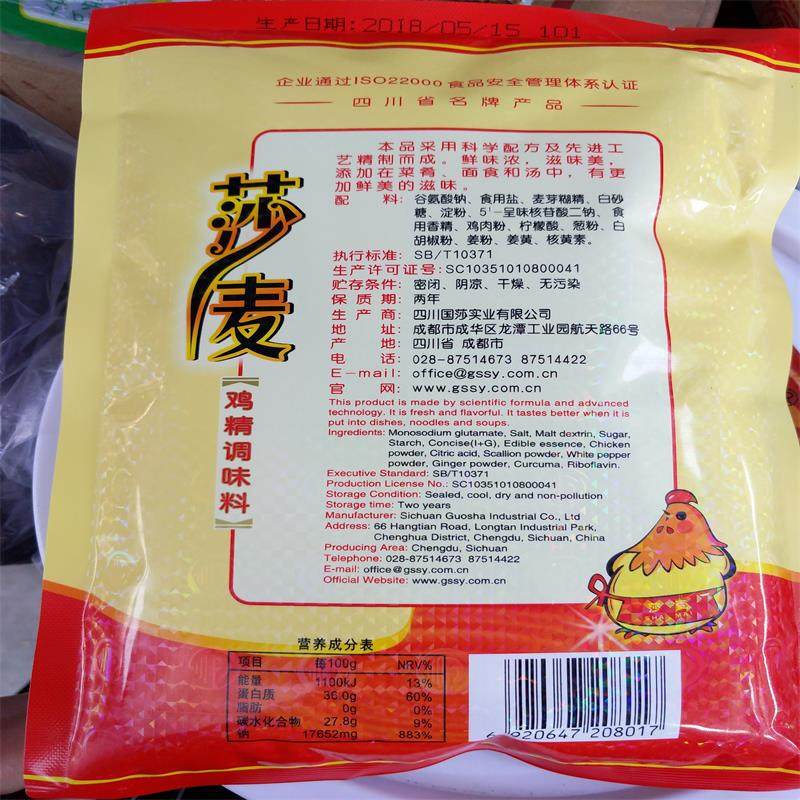 生产日期:2018/05/15 101
企业通过ISO22000食品安全管理体系认证
四川省名牌产品
本品采用科学配方及先进工
艺精制而成。鲜味浓，滋味美，
添加在菜肴、面食和汤中，有更
加鲜美的滋味。
配 料: 谷氨酸钠、食用盐、麦芽糊精、白砂
糖、淀粉、5'-呈味核苷酸二钠、食
用香精、鸡肉粉、柠檬酸、葱粉、白
胡椒粉、姜粉、姜黄、核黄素。
执行标准: SB/T10371
生产许可证号:SC10351010800041
贮存条件: 密闭、阴凉、干燥、无污染
保质期: 两年
生产商: 四川国莎实业有限公司
地 址: 成都市成华区龙潭工业园航天路66号
产 地: 四川省 成都市
电 话: 028-87514673 87514422
E-mail: office@gssy.com.cn
官 网: www.gssy.com.cn
This product is made by scientific formula and advanced
technology. It is fresh and flavorful. It tastes better when it is
put into dishes, noodles and soups.
Ingredients: Monosodium glutamate, Salt, Malt dextrin, Sugar,
Starch, Concise(I+G), Edible essence, Chicken
powder, Citric acid, Scallion powder, White pepper
powder, Ginger powder, Curcuma, Riboflavin.
Executive Standard: SB/T10371
Production License No.: SC10351010800041
Storage Condition: Sealed, cool, dry and non-pollution
Storage time: Two years
Manufacturer: Sichuan Guosha Industrial Co., Ltd
Address: 66 Hangtian Road, Longtan Industrial Park,
Chenghua District, Chengdu, Sichuan, China
Producing Area: Chengdu, Sichuan
Telephone: 028-87514673 87514422
E-mail: office@gssy.com.cn
Official Website: www.gssy.com.cn
莎麦
鸡精调味料
莎麦
营养成分表
项目 每100g NRV%
能量 1100kJ 13%
蛋白质 36.0g 60%
脂肪 0g 0%
碳水化合物 27.8g 9%
钠 17652mg 883%
6 920647 208017